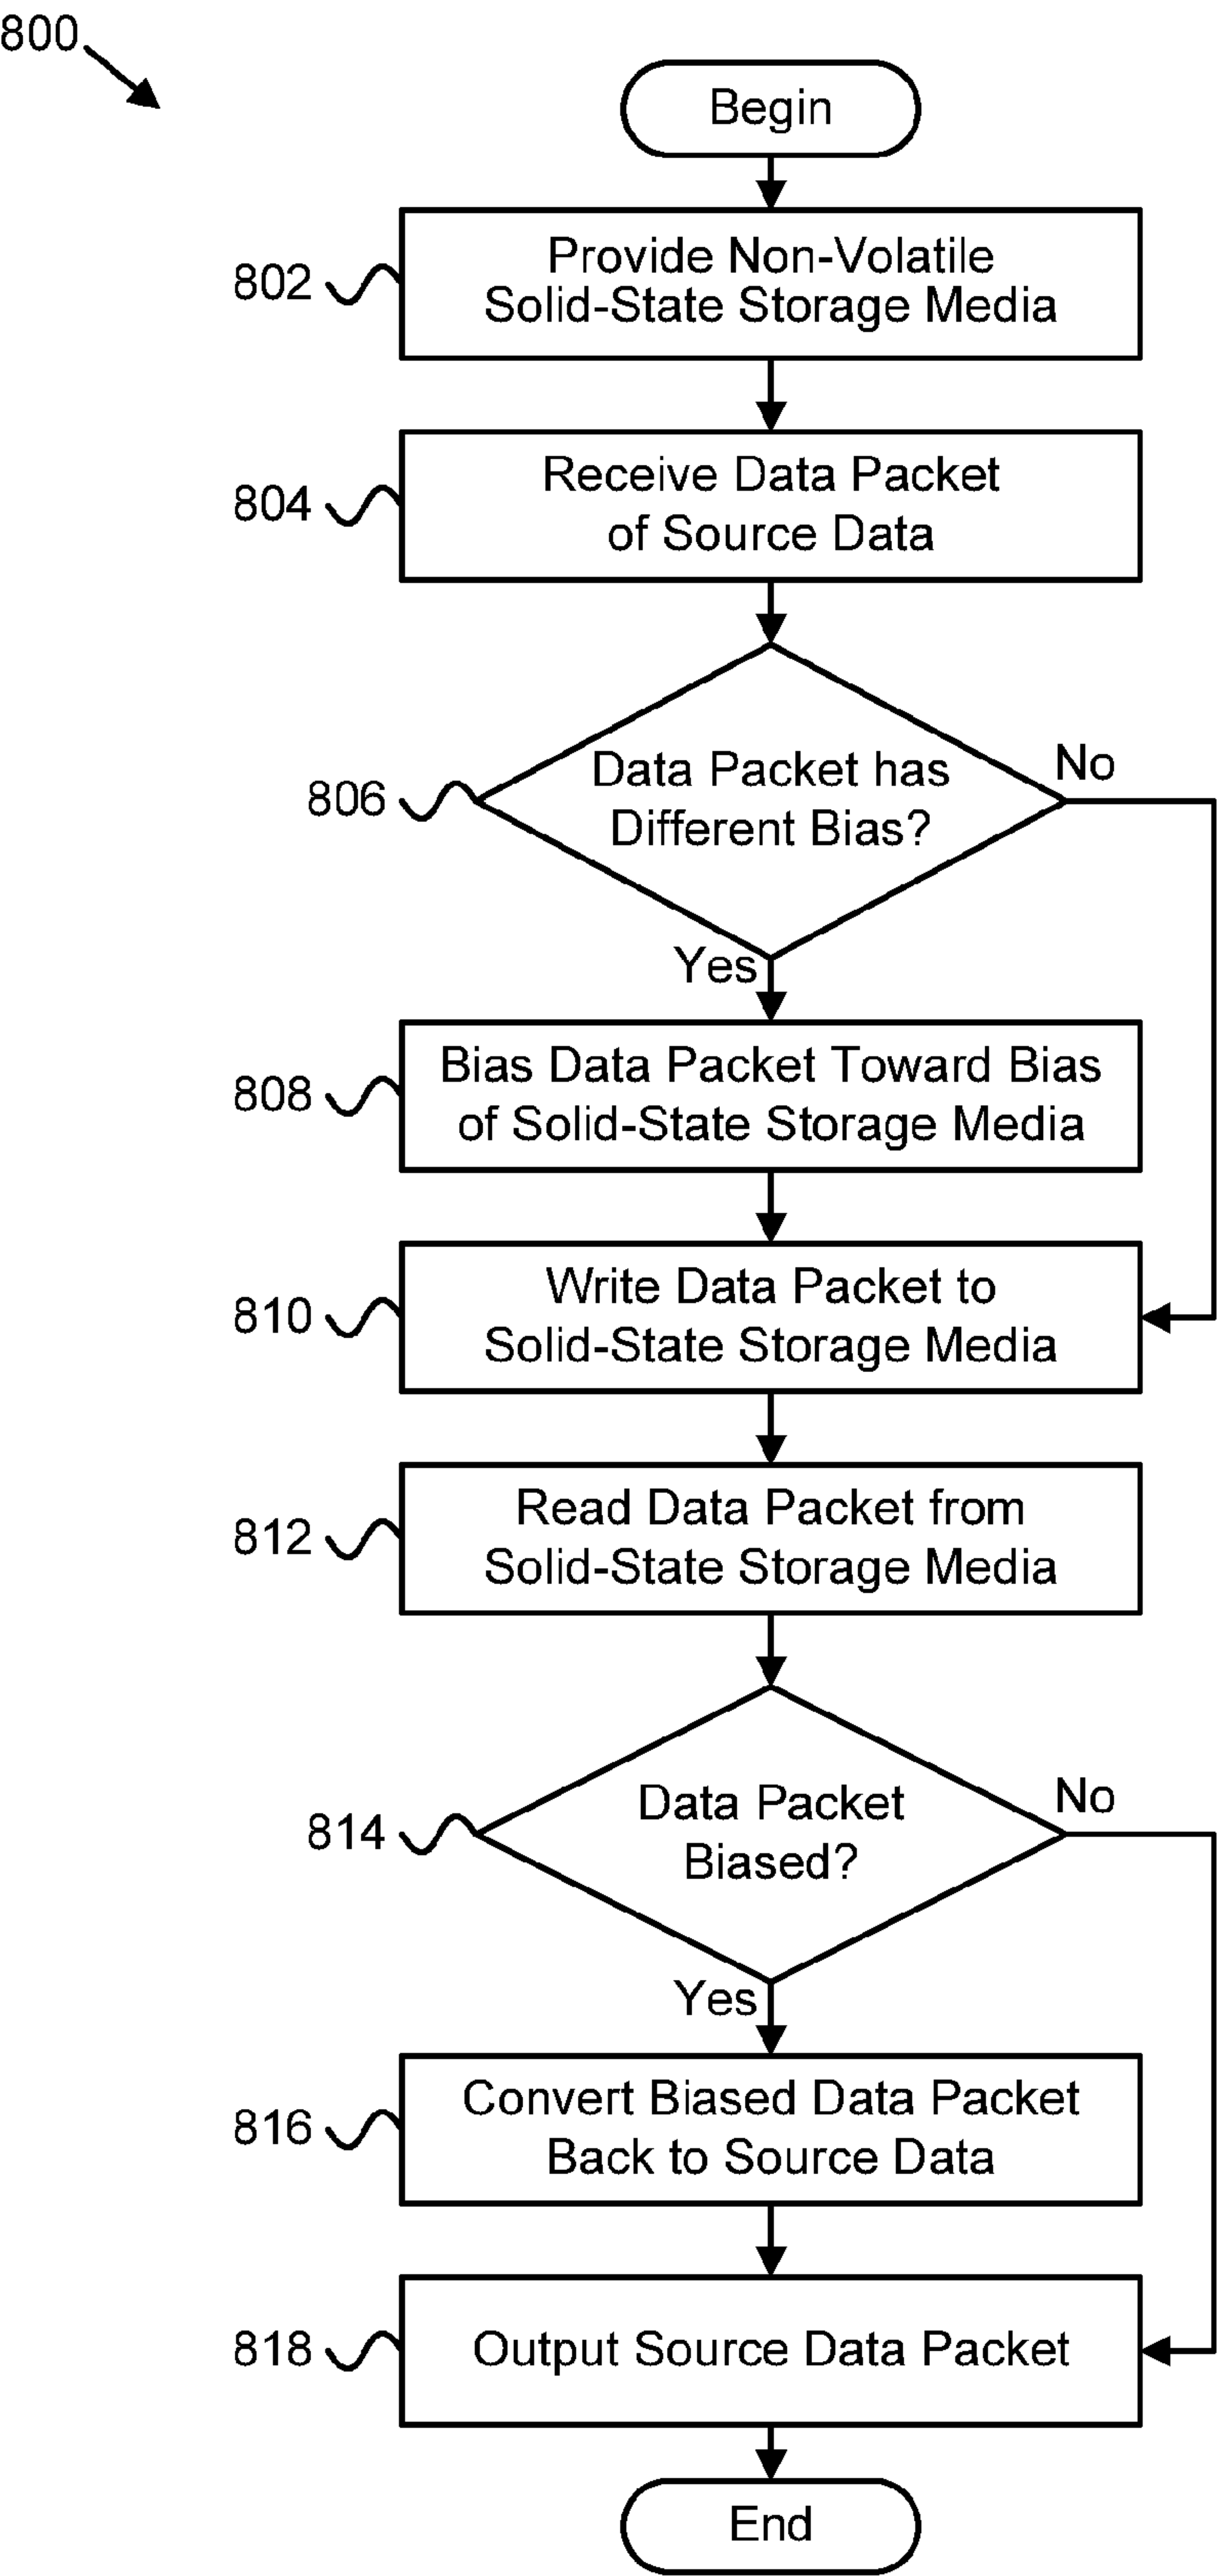 800
Begin
802
Provide Non-Volatile
Solid-State Storage Media
804
Receive Data Packet
of Source Data
806
Data Packet has
Different Bias?
No
Yes
808
Bias Data Packet Toward Bias
of Solid-State Storage Media
810
Write Data Packet to
Solid-State Storage Media
812
Read Data Packet from
Solid-State Storage Media
814
Data Packet
Biased?
No
Yes
816
Convert Biased Data Packet
Back to Source Data
818
Output Source Data Packet
End